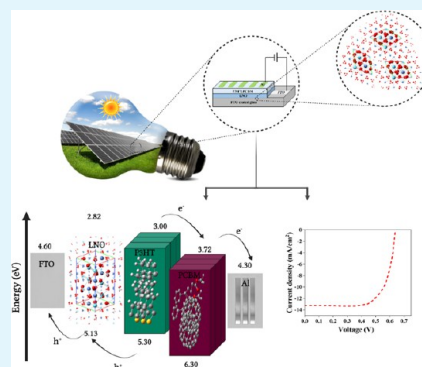 2.82
3.00
e⁻
4.60
LNO
P3HT
3.72
e⁻
FTO
PCBM
4.30
Al
Energy (eV)
5.13
h⁺
5.30
h⁺
6.30
Current density (mA/cm²)
0
-2
-4
-6
-8
-10
-12
-14
0.0 0.1 0.2 0.3 0.4 0.5 0.6 0.7
Voltage (V)